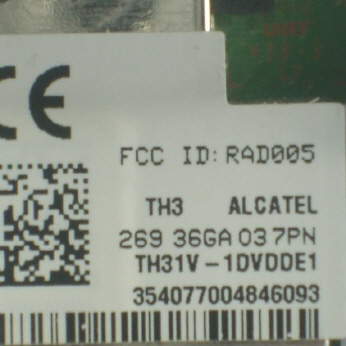 CE
FCC ID: RAD005
TH3 ALCATEL
269 36GA 037PN
TH31V-1DVDDE1
354077004846093